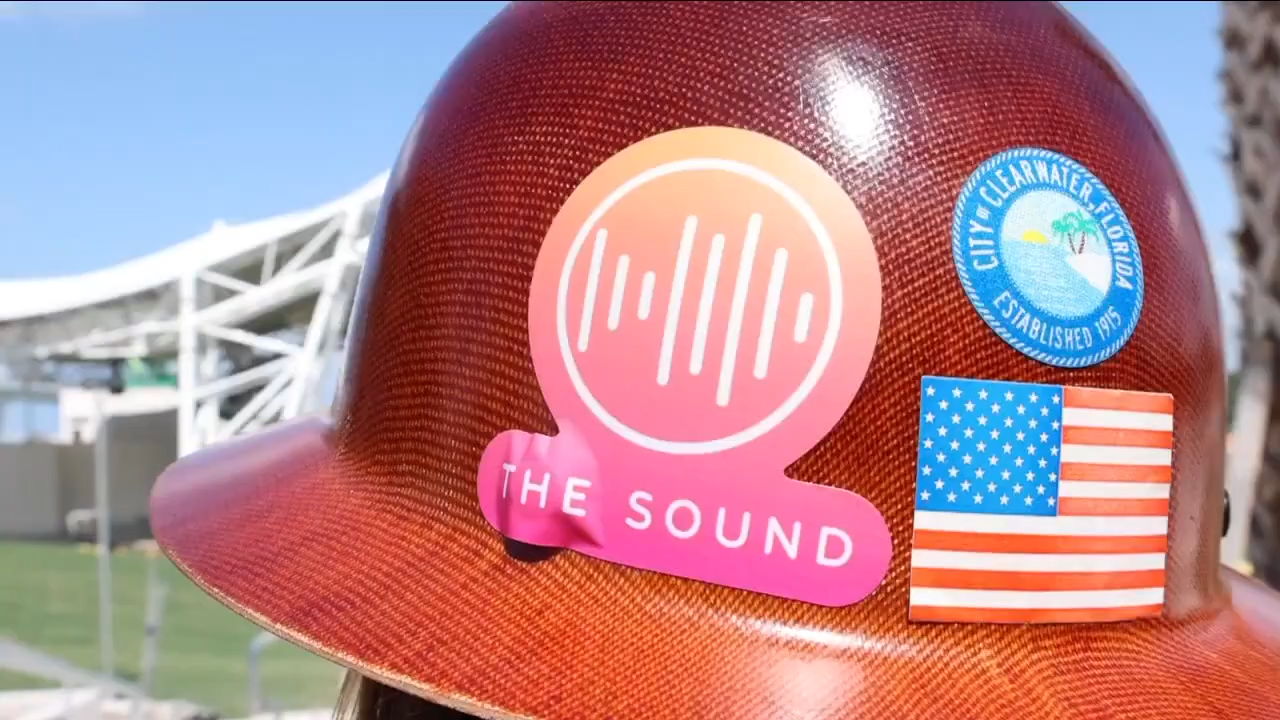 THE SOUND
CITY OF CLEARWATER, FLORIDA
ESTABLISHED 1915